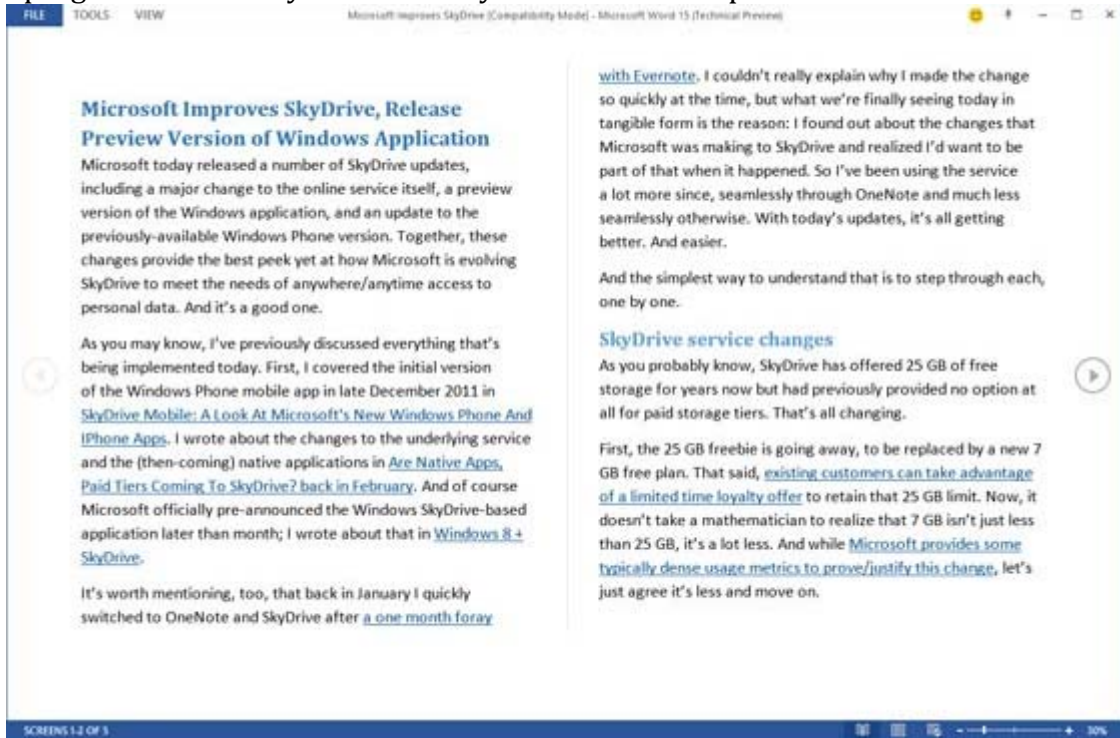 FILE TOOLS VIEW Microsoft improves SkyDrive [Compatibility Mode] - Microsoft Word 15 (Technical Preview)
Microsoft Improves SkyDrive, Release
Preview Version of Windows Application
Microsoft today released a number of SkyDrive updates,
including a major change to the online service itself, a preview
version of the Windows application, and an update to the
previously-available Windows Phone version. Together, these
changes provide the best peek yet at how Microsoft is evolving
SkyDrive to meet the needs of anywhere/anytime access to
personal data. And it's a good one.
As you may know, I've previously discussed everything that's
being implemented today. First, I covered the initial version
of the Windows Phone mobile app in late December 2011 in
SkyDrive Mobile: A Look At Microsoft's New Windows Phone And
IPhone Apps. I wrote about the changes to the underlying service
and the (then-coming) native applications in Are Native Apps,
Paid Tiers Coming To SkyDrive? back in February. And of course
Microsoft officially pre-announced the Windows SkyDrive-based
application later than month; I wrote about that in Windows 8 +
SkyDrive.
It's worth mentioning, too, that back in January I quickly
switched to OneNote and SkyDrive after a one month foray
with Evernote. I couldn't really explain why I made the change
so quickly at the time, but what we're finally seeing today in
tangible form is the reason: I found out about the changes that
Microsoft was making to SkyDrive and realized I'd want to be
part of that when it happened. So I've been using the service
a lot more since, seamlessly through OneNote and much less
seamlessly otherwise. With today's updates, it's all getting
better. And easier.
And the simplest way to understand that is to step through each,
one by one.
SkyDrive service changes
As you probably know, SkyDrive has offered 25 GB of free
storage for years now but had previously provided no option at
all for paid storage tiers. That's all changing.
First, the 25 GB freebie is going away, to be replaced by a new 7
GB free plan. That said, existing customers can take advantage
of a limited time loyalty offer to retain that 25 GB limit. Now, it
doesn't take a mathematician to realize that 7 GB isn't just less
than 25 GB, it's a lot less. And while Microsoft provides some
typically dense usage metrics to prove/justify this change, let's
just agree it's less and move on.
SCREENS 1-2 OF 5